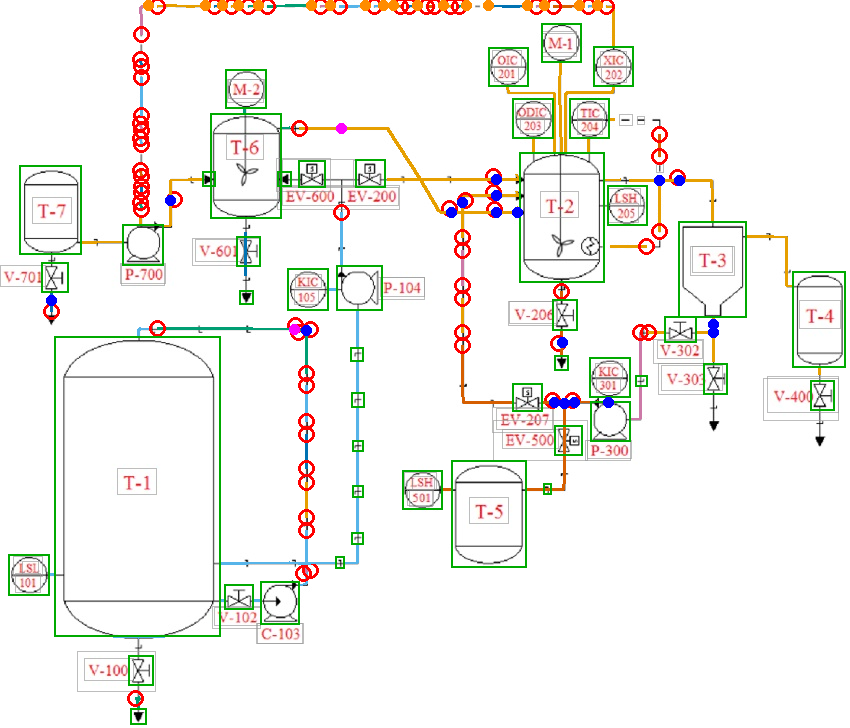 M-1
OIC
201
XIC
202
M-2
ODIC
203
TIC
204
T-6
S
S
EV-600
EV-200
T-7
T-2
LSH
205
V-601
P-700
T-3
V-701
KIC
105
P-104
V-206
T-4
V-302
KIC
301
V-303
V-400
S
EV-207
EV-500
M
P-300
T-1
LSH
501
T-5
LSL
101
V-102
C-103
V-100